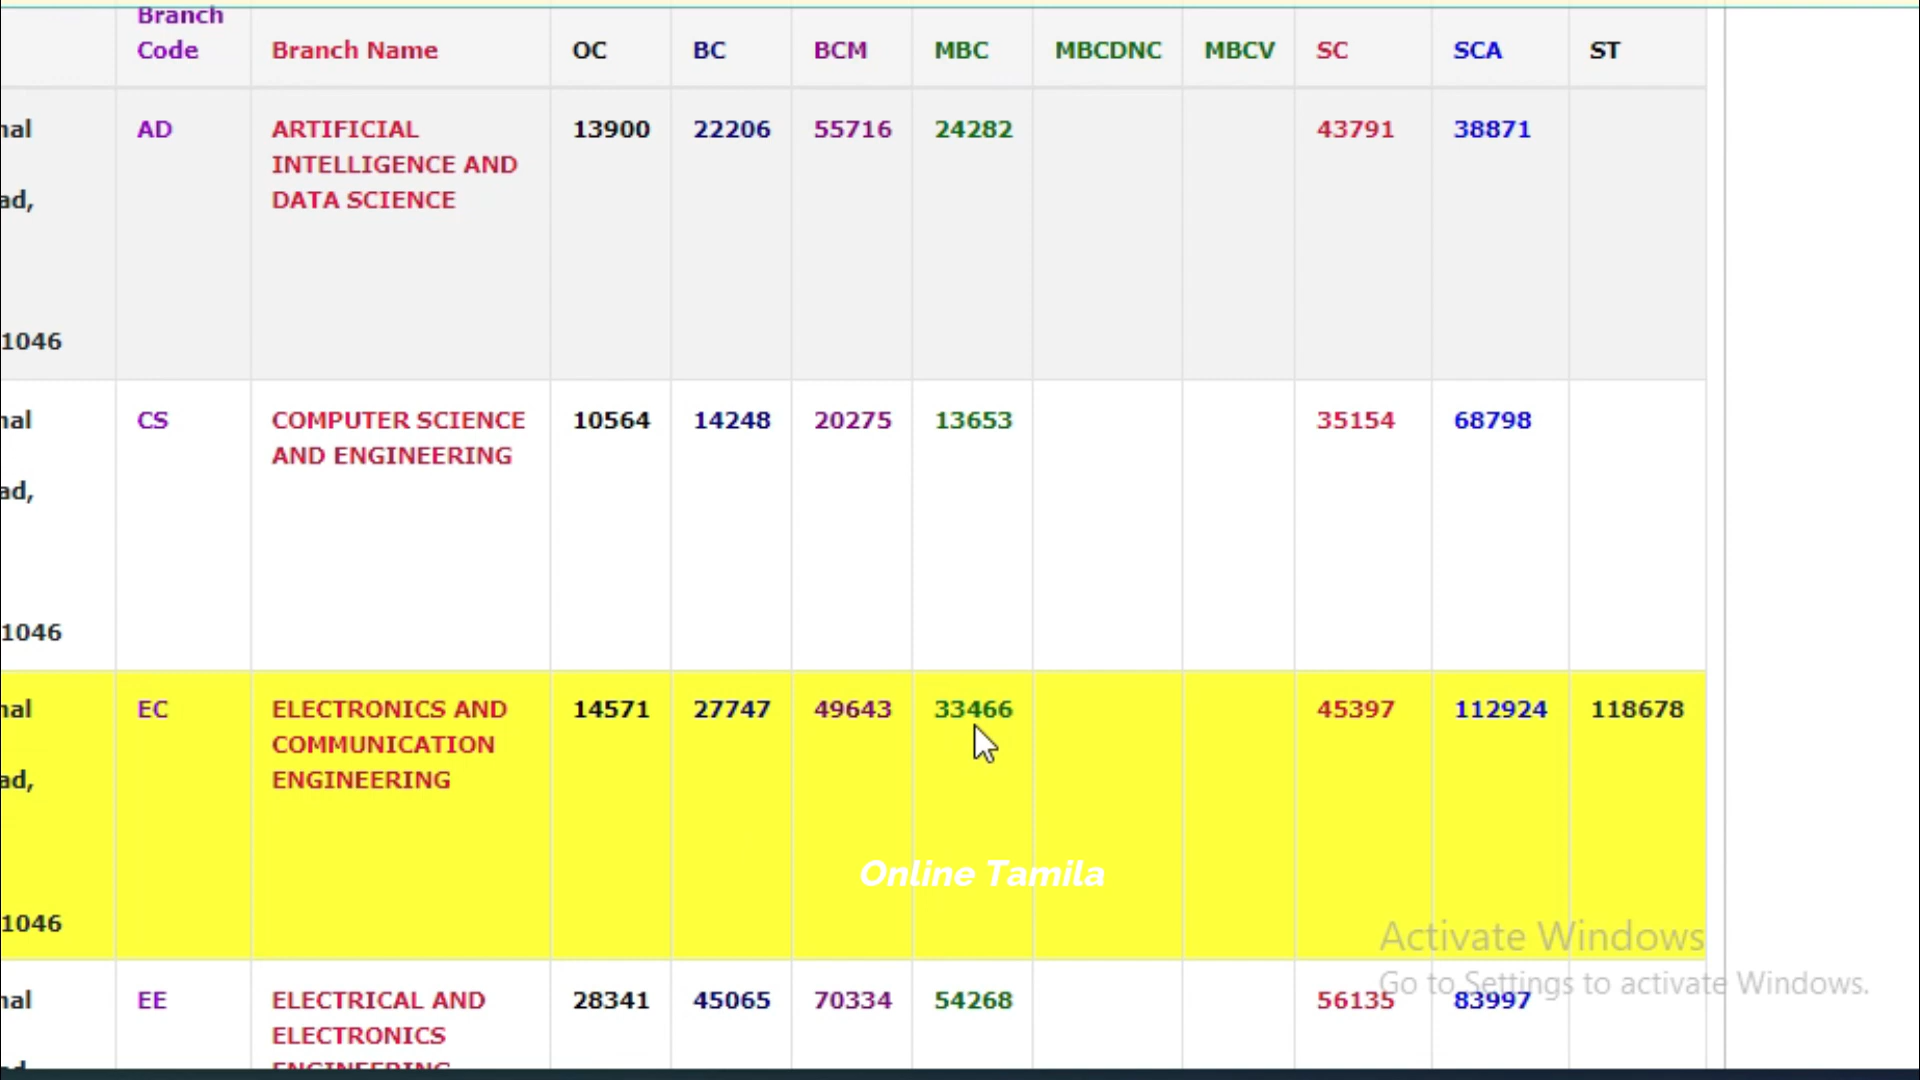 Branch
Code Branch Name OC BC BCM MBC MBCDNC MBCV SC SCA ST
nal AD ARTIFICIAL 13900 22206 55716 24282 43791 38871
INTELLIGENCE AND
ad, DATA SCIENCE
1046
nal CS COMPUTER SCIENCE 10564 14248 20275 13653 35154 68798
AND ENGINEERING
ad,
1046
nal EC ELECTRONICS AND 14571 27747 49643 33466 45397 112924 118678
COMMUNICATION
ad, ENGINEERING
Online Tamila
1046
Activate Windows
Go to Settings to activate Windows.
nal EE ELECTRICAL AND 28341 45065 70334 54268 56135 83997
ELECTRONICS
ENGINEERING